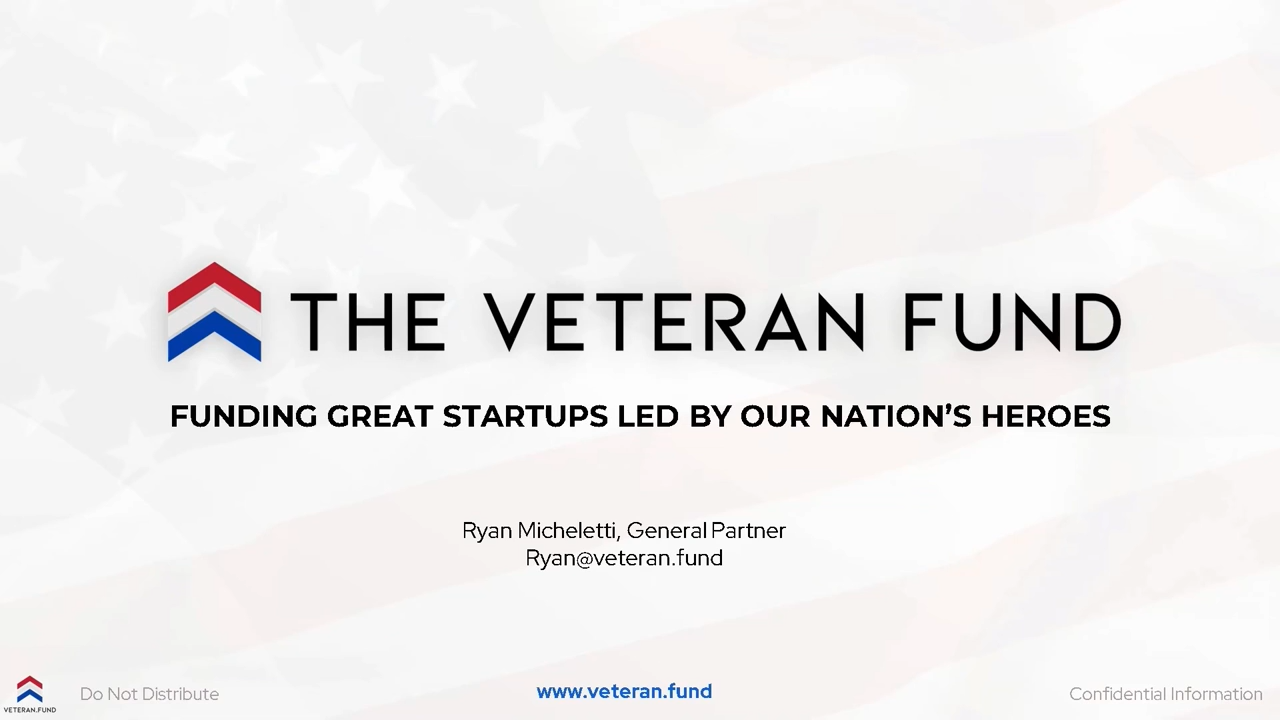 THE VETERAN FUND
FUNDING GREAT STARTUPS LED BY OUR NATION'S HEROES
Ryan Micheletti, General Partner
Ryan@veteran.fund
VETERAN.FUND
Do Not Distribute
www.veteran.fund
Confidential Information